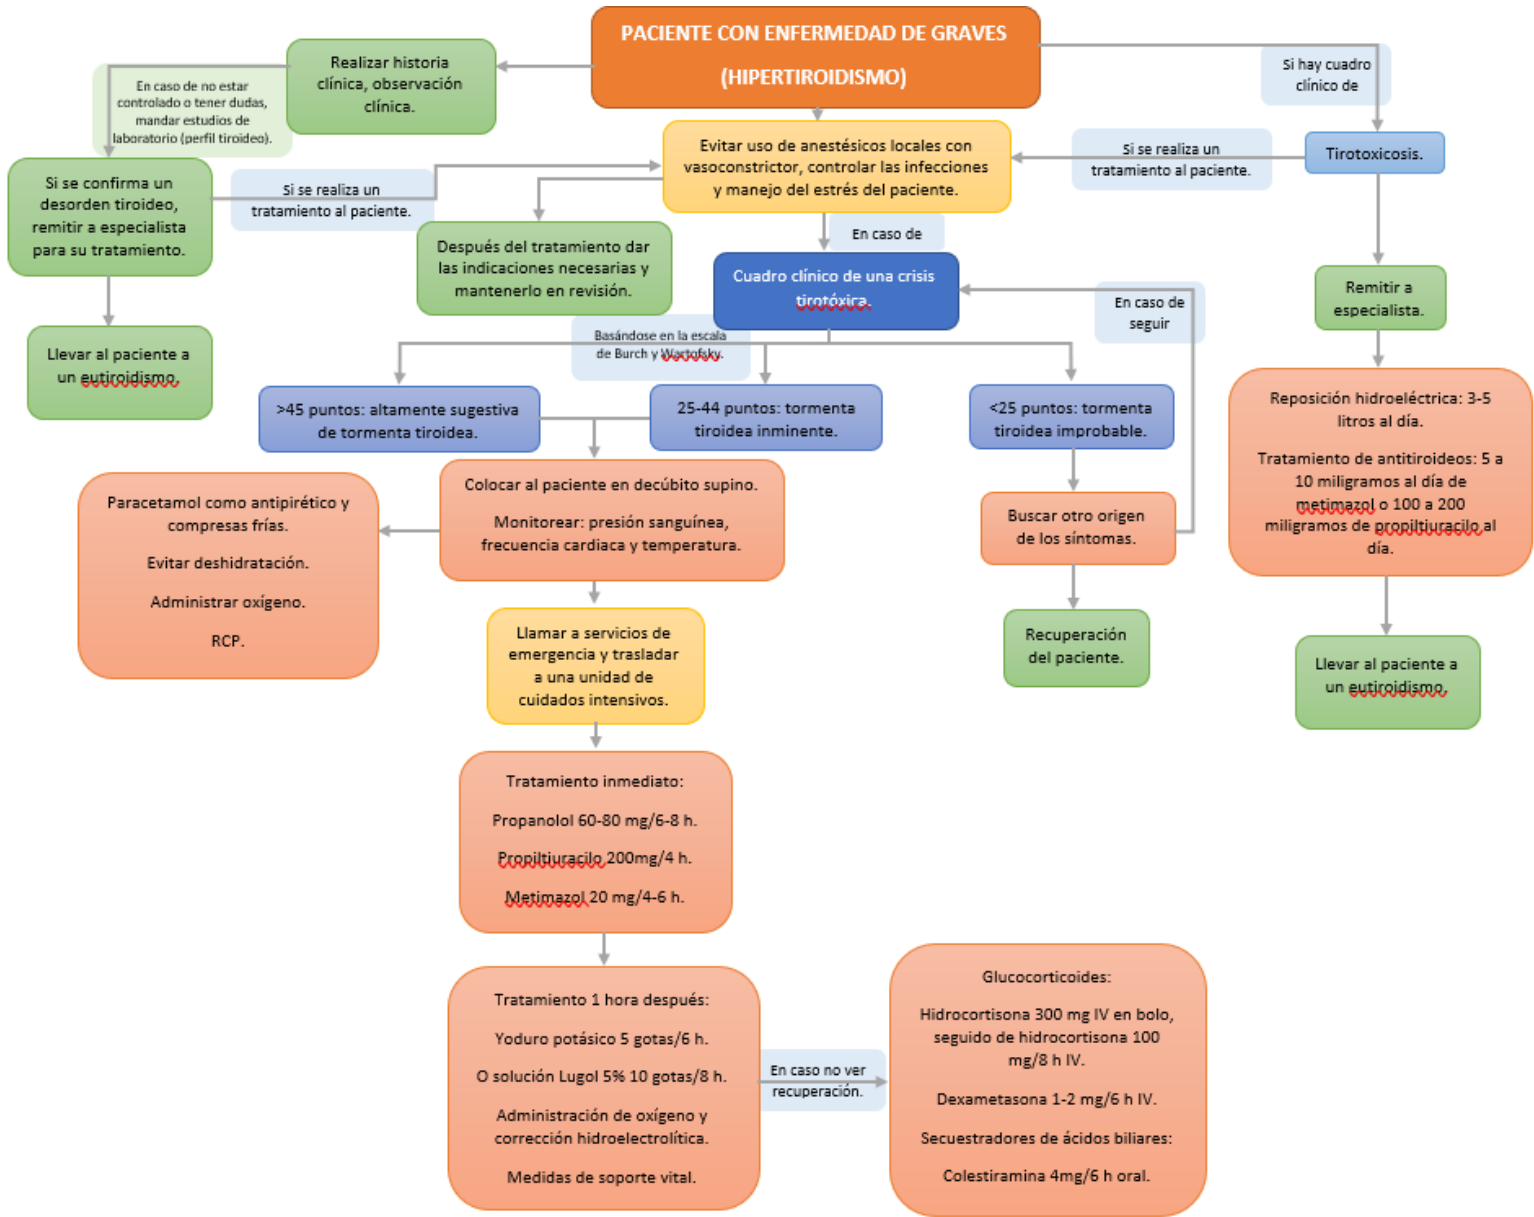 PACIENTE CON ENFERMEDAD DE GRAVES
(HIPERTIROIDISMO)
Realizar historia
clínica, observación
clínica.
En caso de no estar
controlado o tener dudas,
mandar estudios de
laboratorio (perfil tiroideo).
Si hay cuadro
clínico de
Tirotoxicosis.
Si se realiza un
tratamiento al paciente.
Evitar uso de anestésicos locales con
vasoconstrictor, controlar las infecciones
y manejo del estrés del paciente.
Si se confirma un
desorden tiroideo,
remitir a especialista
para su tratamiento.
Si se realiza un
tratamiento al paciente.
Después del tratamiento dar
las indicaciones necesarias y
mantenerlo en revisión.
En caso de
Cuadro clínico de una crisis
tirotóxica.
En caso de
seguir
Remitir a
especialista.
Llevar al paciente a
un eutiroidismo.
Basándose en la escala
de Burch y Wartofsky.
>45 puntos: altamente sugestiva
de tormenta tiroidea.
25-44 puntos: tormenta
tiroidea inminente.
<25 puntos: tormenta
tiroidea improbable.
Reposición hidroeléctrica: 3-5
litros al día.
Tratamiento de antitiroideos: 5 a
10 miligramos al día de
metimazol o 100 a 200
miligramos de propiltiuracilo al
día.
Paracetamol como antipirético y
compresas frías.
Evitar deshidratación.
Administrar oxígeno.
RCP.
Colocar al paciente en decúbito supino.
Monitorear: presión sanguínea,
frecuencia cardiaca y temperatura.
Buscar otro origen
de los síntomas.
Recuperación
del paciente.
Llevar al paciente a
un eutiroidismo.
Llamar a servicios de
emergencia y trasladar
a una unidad de
cuidados intensivos.
Tratamiento inmediato:
Propanolol 60-80 mg/6-8 h.
Propiltiuracilo 200mg/4 h.
Metimazol 20 mg/4-6 h.
Tratamiento 1 hora después:
Yoduro potásico 5 gotas/6 h.
O solución Lugol 5% 10 gotas/8 h.
Administración de oxígeno y
corrección hidroelectrolítica.
Medidas de soporte vital.
En caso no ver
recuperación.
Glucocorticoides:
Hidrocortisona 300 mg IV en bolo,
seguido de hidrocortisona 100
mg/8 h IV.
Dexametasona 1-2 mg/6 h IV.
Secuestradores de ácidos biliares:
Colestiramina 4mg/6 h oral.